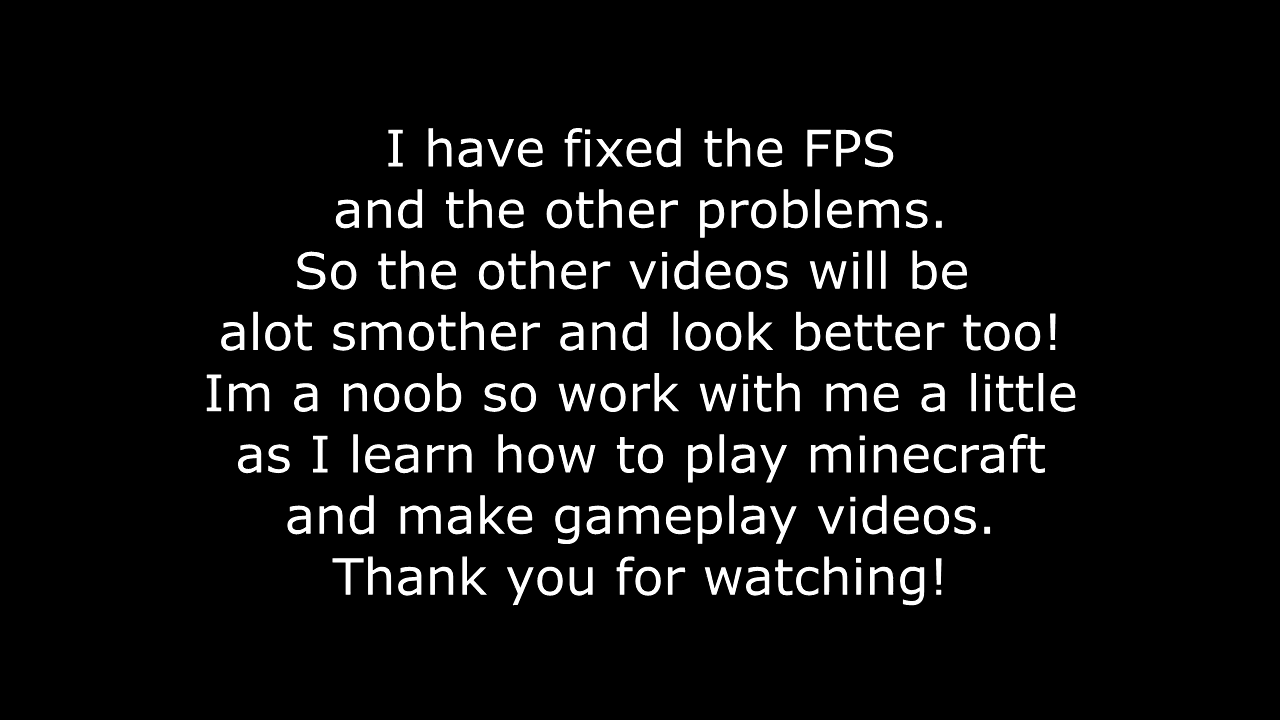 I have fixed the FPS
and the other problems.
So the other videos will be
alot smother and look better too!
Im a noob so work with me a little
as I learn how to play minecraft
and make gameplay videos.
Thank you for watching!